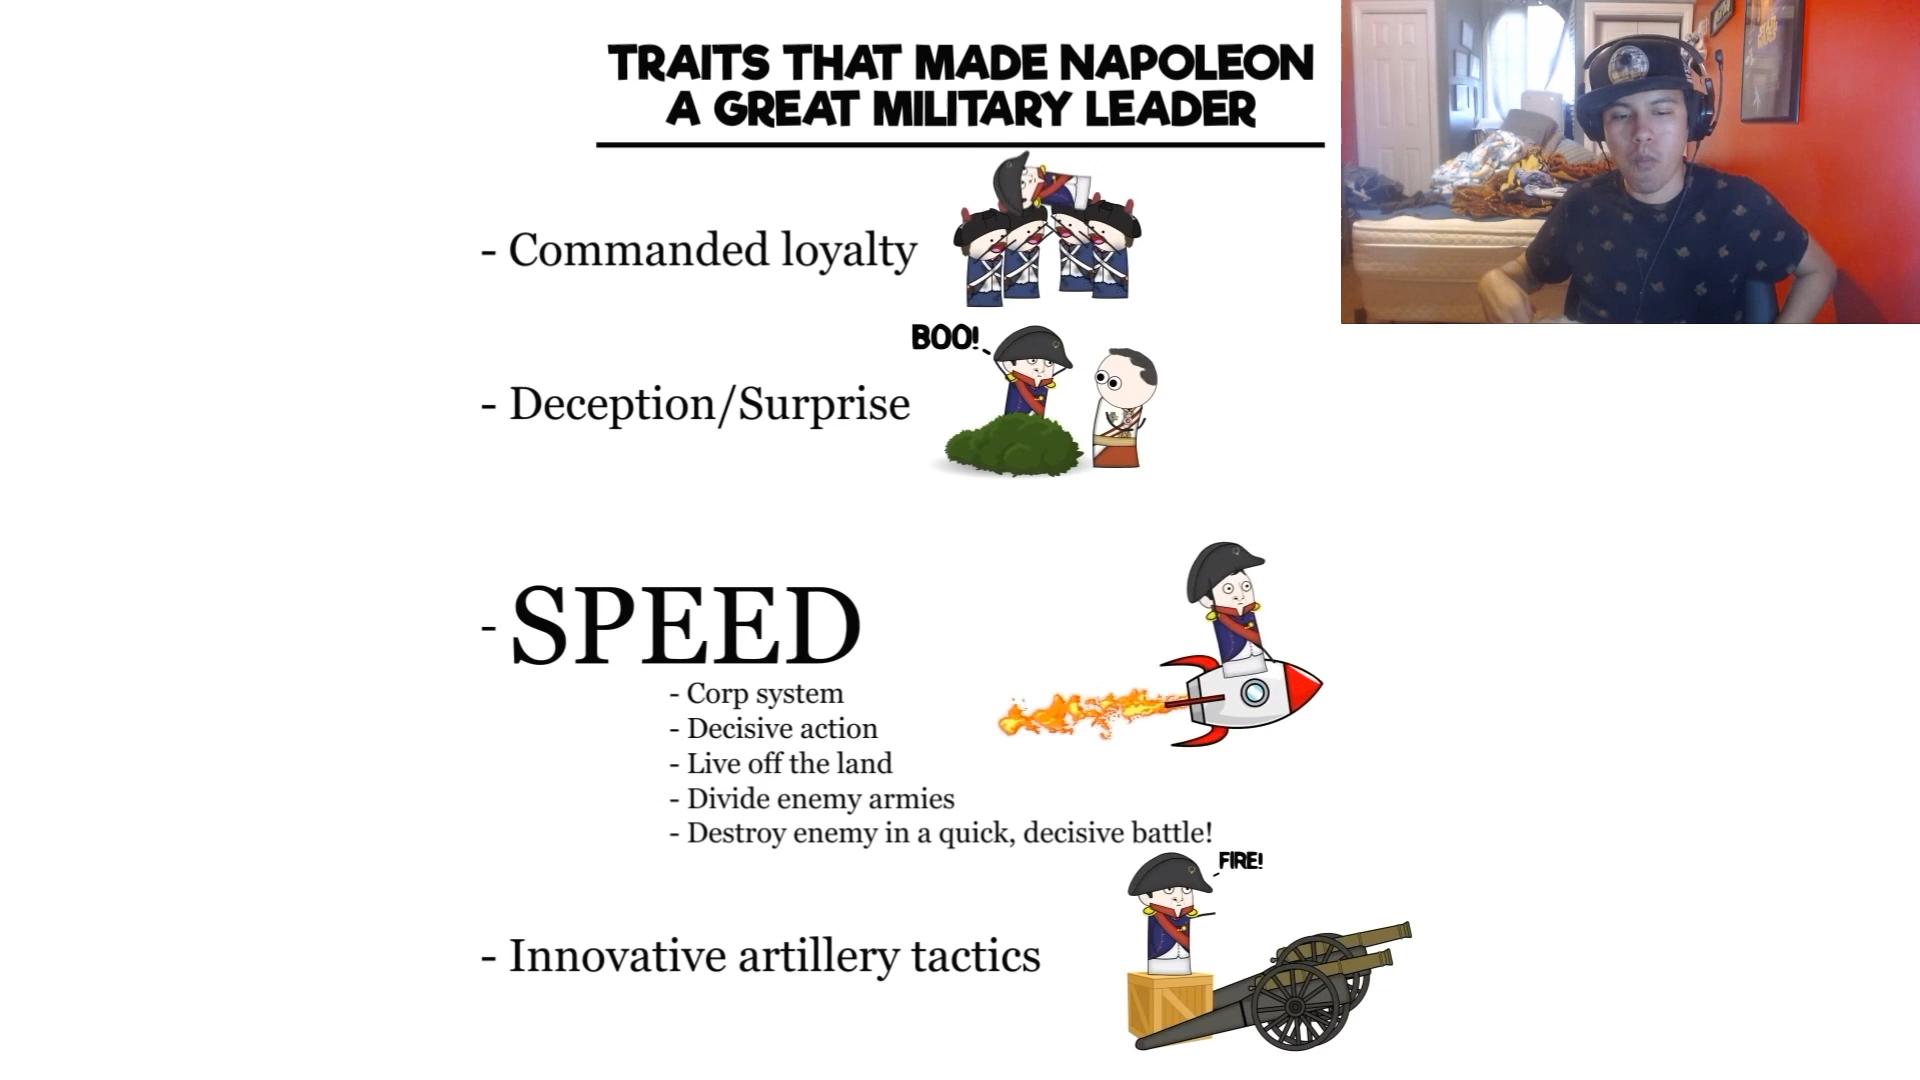 TRAITS THAT MADE NAPOLEON
A GREAT MILITARY LEADER
- Commanded loyalty
BOO!
- Deception/Surprise
- SPEED
- Corp system
- Decisive action
- Live off the land
- Divide enemy armies
- Destroy enemy in a quick, decisive battle!
FIRE!
- Innovative artillery tactics